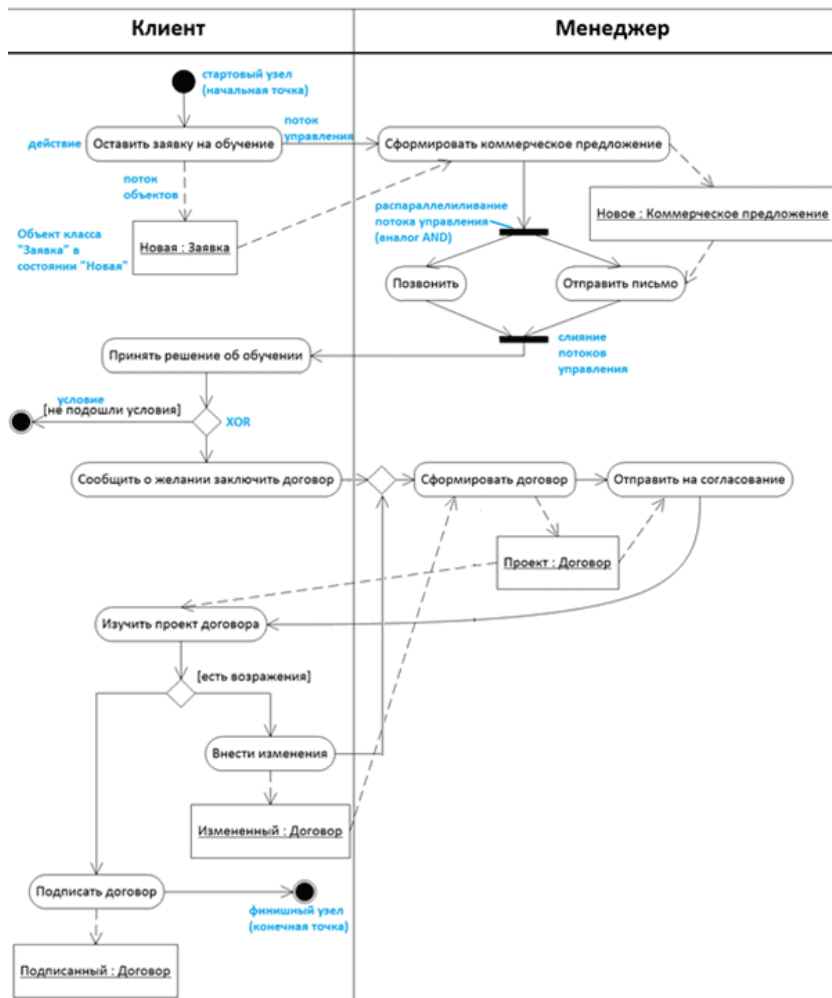 Клиент
Менеджер
стартовый узел
(начальная точка)
поток
управления
действие
Оставить заявку на обучение
Сформировать коммерческое предложение
поток
объектов
распараллелиливание
потока управления
(аналог AND)
Новое : Коммерческое предложение
Объект класса
"Заявка" в
состоянии "Новая"
Новая : Заявка
Позвонить
Отправить письмо
слияние
потоков
управления
Принять решение об обучении
условие
[не подошли условия]
XOR
Сообщить о желании заключить договор
Сформировать договор
Отправить на согласование
Проект : Договор
Изучить проект договора
[есть возражения]
Внести изменения
Измененный : Договор
Подписать договор
финишный узел
(конечная точка)
Подписанный : Договор